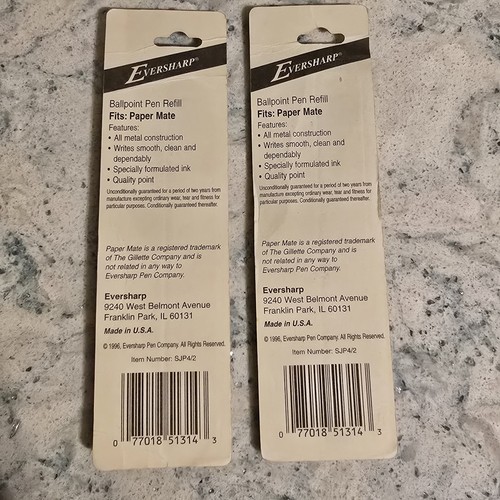 EVERSHARP®
Ballpoint Pen Refill
Fits: Paper Mate
Features:
• All metal construction
• Writes smooth, clean and
dependably
• Specially formulated ink
• Quality point
Unconditionally guaranteed for a period of two years from
manufacture excepting ordinary wear, tear and fitness for
particular purposes. Conditionally guaranteed thereafter.
Paper Mate is a registered trademark
of The Gillette Company and is
not related in any way to
Eversharp Pen Company.
Eversharp
9240 West Belmont Avenue
Franklin Park, IL 60131
Made in U.S.A.
© 1996, Eversharp Pen Company. All Rights Reserved.
Item Number: SJP4/2
0 77018 51314 3
EVERSHARP®
Ballpoint Pen Refill
Fits: Paper Mate
Features:
• All metal construction
• Writes smooth, clean and
dependably
• Specially formulated ink
• Quality point
Unconditionally guaranteed for a period of two years from
manufacture excepting ordinary wear, tear and fitness for
particular purposes. Conditionally guaranteed thereafter.
Paper Mate is a registered trademark
of The Gillette Company and is
not related in any way to
Eversharp Pen Company.
Eversharp
9240 West Belmont Avenue
Franklin Park, IL 60131
Made in U.S.A.
© 1996, Eversharp Pen Company. All Rights Reserved.
Item Number: SJP4/2
0 77018 51314 3